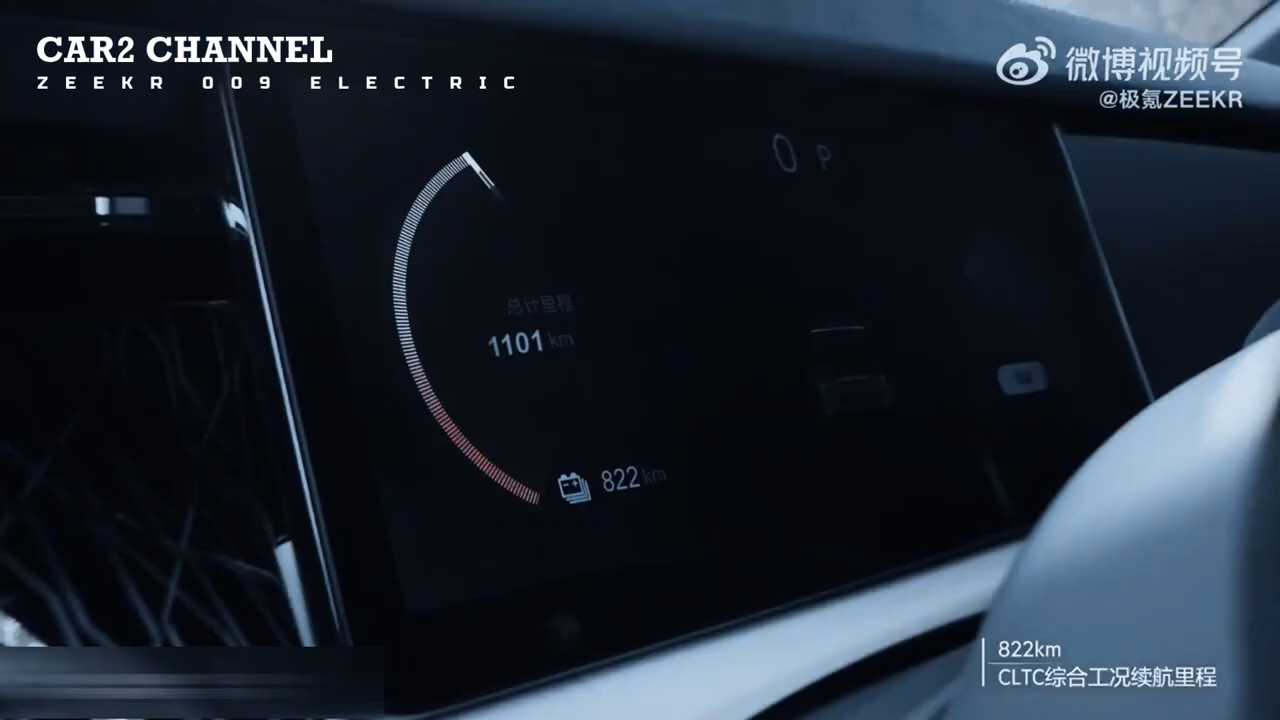 CAR2 CHANNEL
ZEEKR 009 ELECTRIC
微博视频号
@极氪ZEEKR
0 P
总计里程
1101 km
822 km
822km
CLTC综合工况续航里程